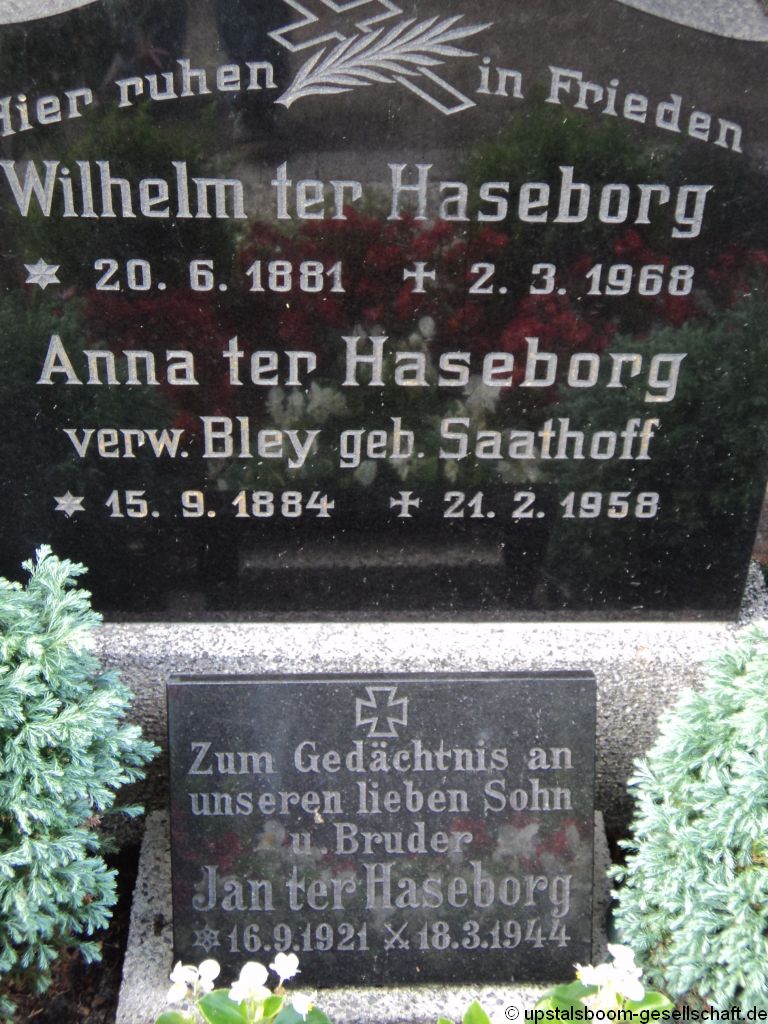 Hier ruhen in Frieden
Wilhelm ter Haseborg
✶ 20. 6. 1881 ✝ 2. 3. 1968
Anna ter Haseborg
verw. Bley geb. Saathoff
✶ 15. 9. 1884 ✝ 21. 2. 1958
Zum Gedächtnis an
unseren lieben Sohn
u. Bruder
Jan ter Haseborg
✡ 16.9.1921 ⚔ 18.3.1944
© upstalsboom-gesellschaft.de